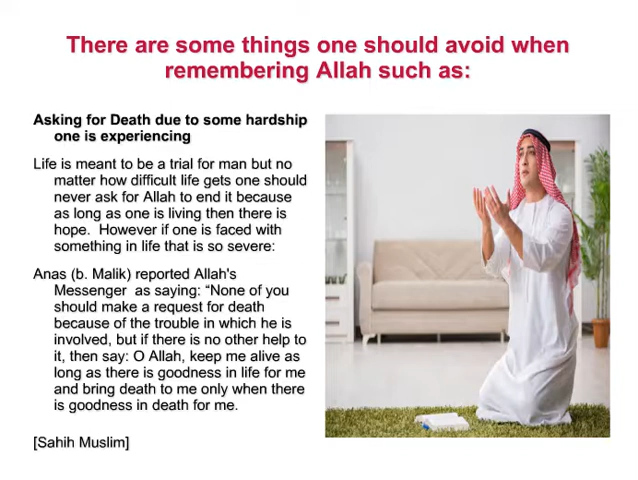 There are some things one should avoid when
remembering Allah such as:
Asking for Death due to some hardship
one is experiencing
Life is meant to be a trial for man but no
matter how difficult life gets one should
never ask for Allah to end it because
as long as one is living then there is
hope. However if one is faced with
something in life that is so severe:
Anas (b. Malik) reported Allah's
Messenger as saying: “None of you
should make a request for death
because of the trouble in which he is
involved, but if there is no other help to
it, then say: O Allah, keep me alive as
long as there is goodness in life for me
and bring death to me only when there
is goodness in death for me.
[Sahih Muslim]